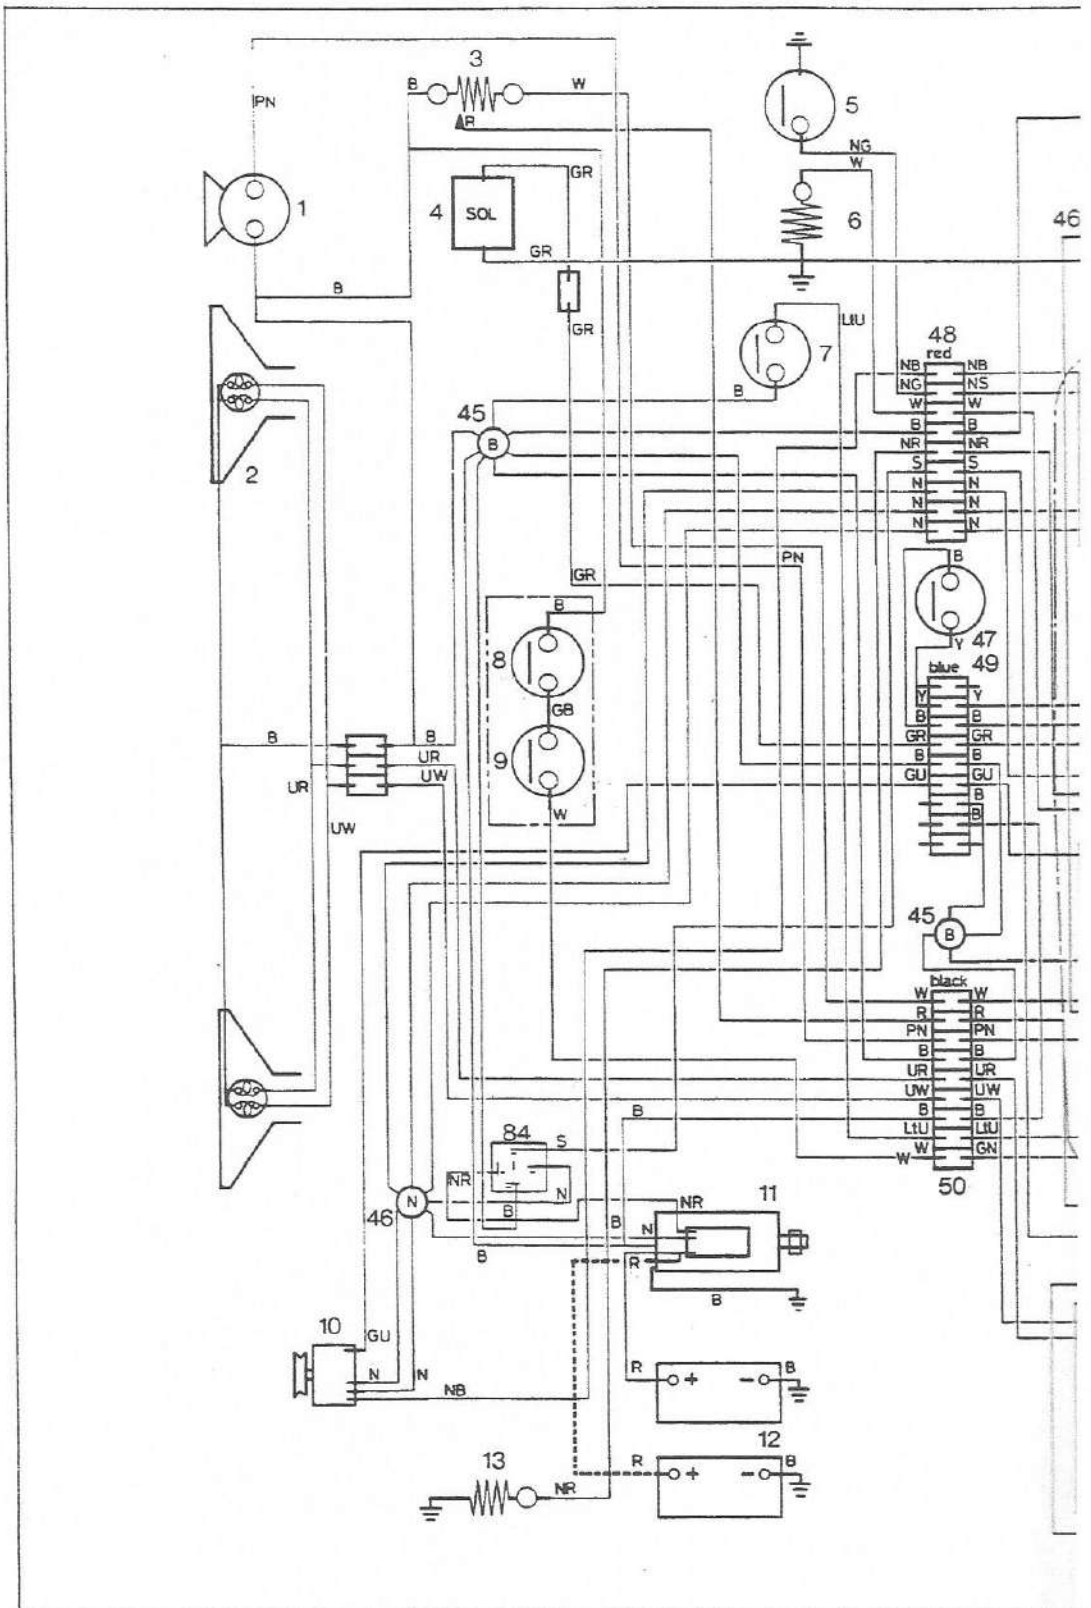 3
B
W
R
PN
5
NG
W
1
4
SOL
GR
6
46
GR
B
GR
LtU
7
48
red
NB NB
NG NS
W W
B B
NR NR
S S
N N
N N
N N
45
B
B
2
PN
GR
B
B
8
GB
9
W
47
Y
blue
49
Y Y
B B
GR GR
B B
GU GU
B
B
B
B
UR
UW
UR
UW
45
B
black
W W
R R
PN PN
B B
UR UR
UW UW
B B
LtU LtU
W GN
W
50
B
84
S
NR
N
B
N
46
11
NR
N
B
B
R
B
10
GU
N
N
NB
R
+
-
B
12
R
+
-
B
13
NR